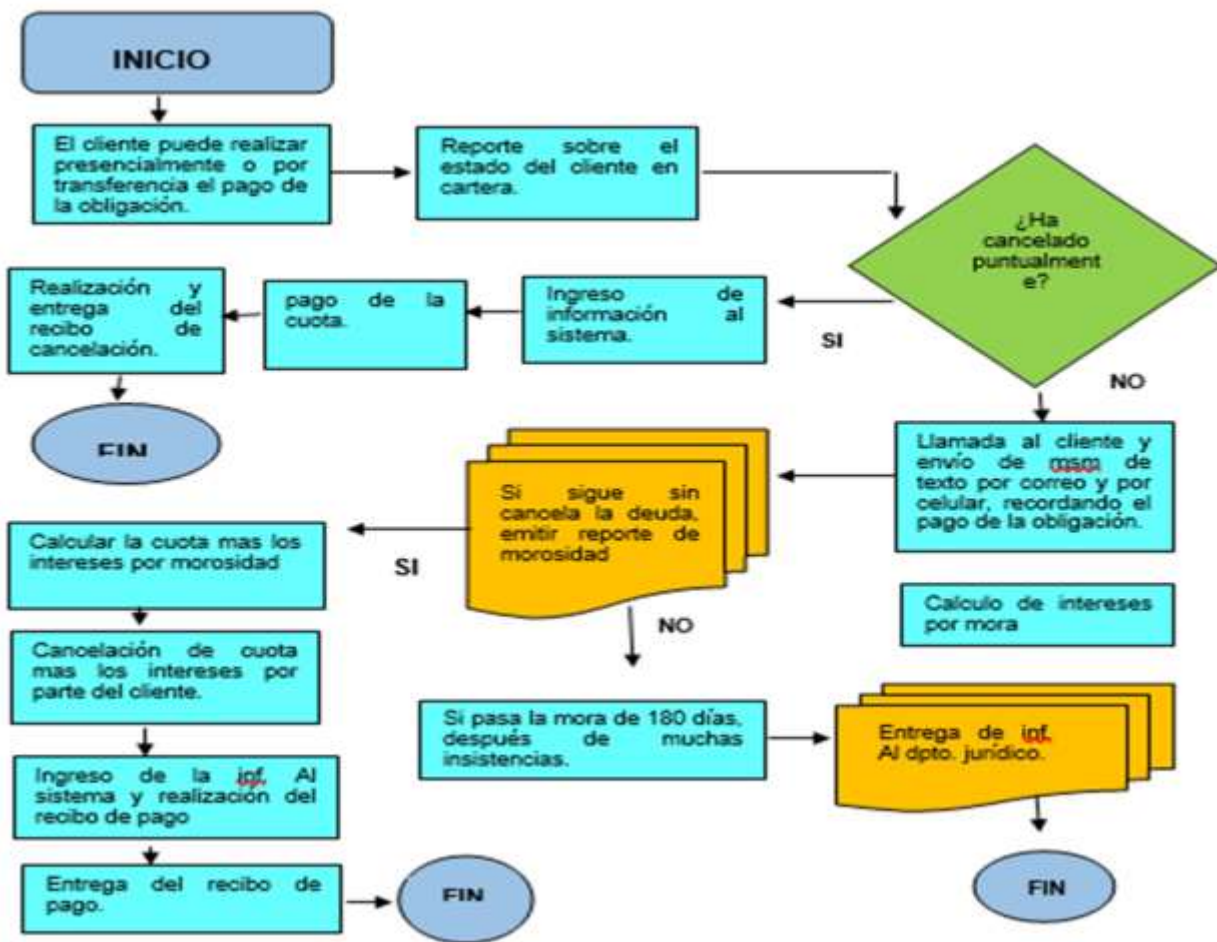 INICIO
El cliente puede realizar
presencialmente o por
transferencia el pago de
la obligación.
Reporte sobre el
estado del cliente en
cartera.
¿Ha
cancelado
puntualment
e?
SI
NO
Ingreso de
información al
sistema.
pago de la
cuota.
Realización y
entrega del
recibo de
cancelación.
FIN
Llamada al cliente y
envío de msm de
texto por correo y por
celular, recordando el
pago de la obligación.
Si sigue sin
cancela la deuda,
emitir reporte de
morosidad
SI
NO
Calcular la cuota mas los
intereses por morosidad
Calculo de intereses
por mora
Cancelación de cuota
mas los intereses por
parte del cliente.
Si pasa la mora de 180 días,
después de muchas
insistencias.
Entrega de inf.
Al dpto. jurídico.
Ingreso de la inf. Al
sistema y realización del
recibo de pago
Entrega del recibo de
pago.
FIN
FIN